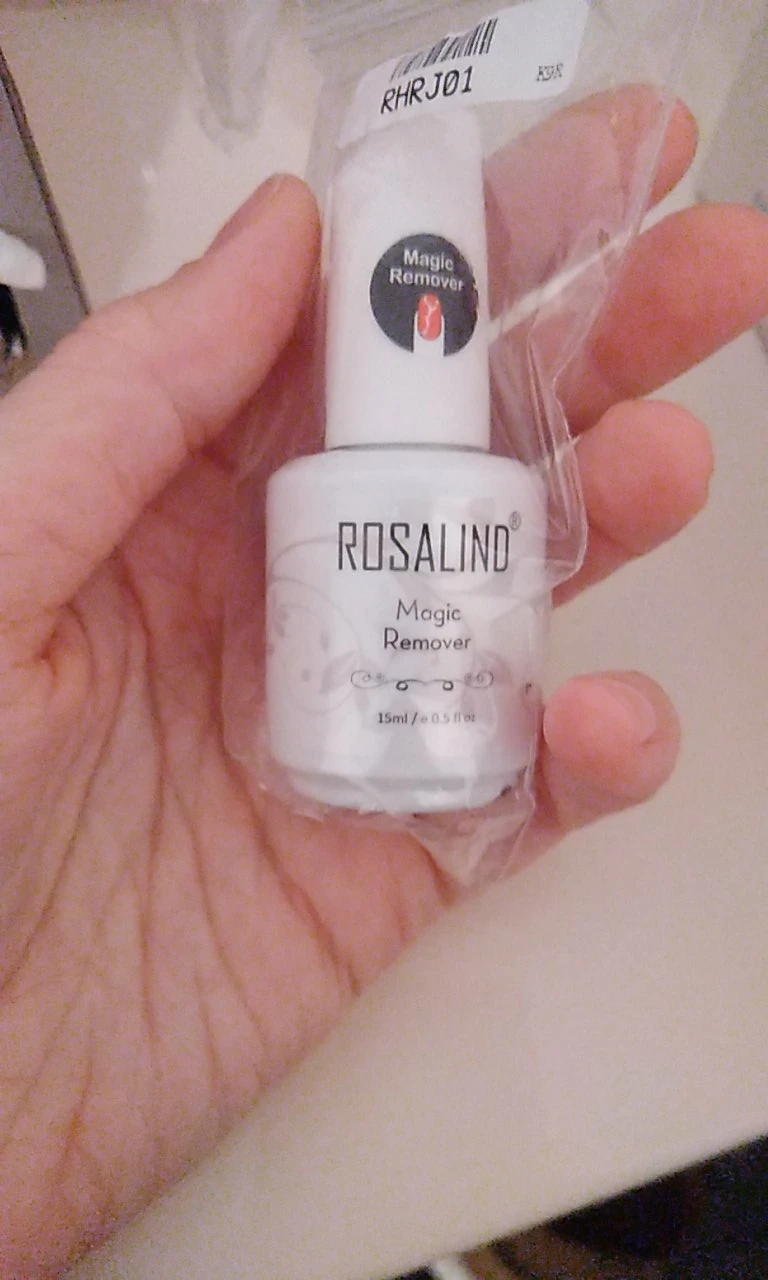 RHRJ01
Magic
Remover
ROSALIND®
Magic
Remover
15ml / e 0.5 fl oz